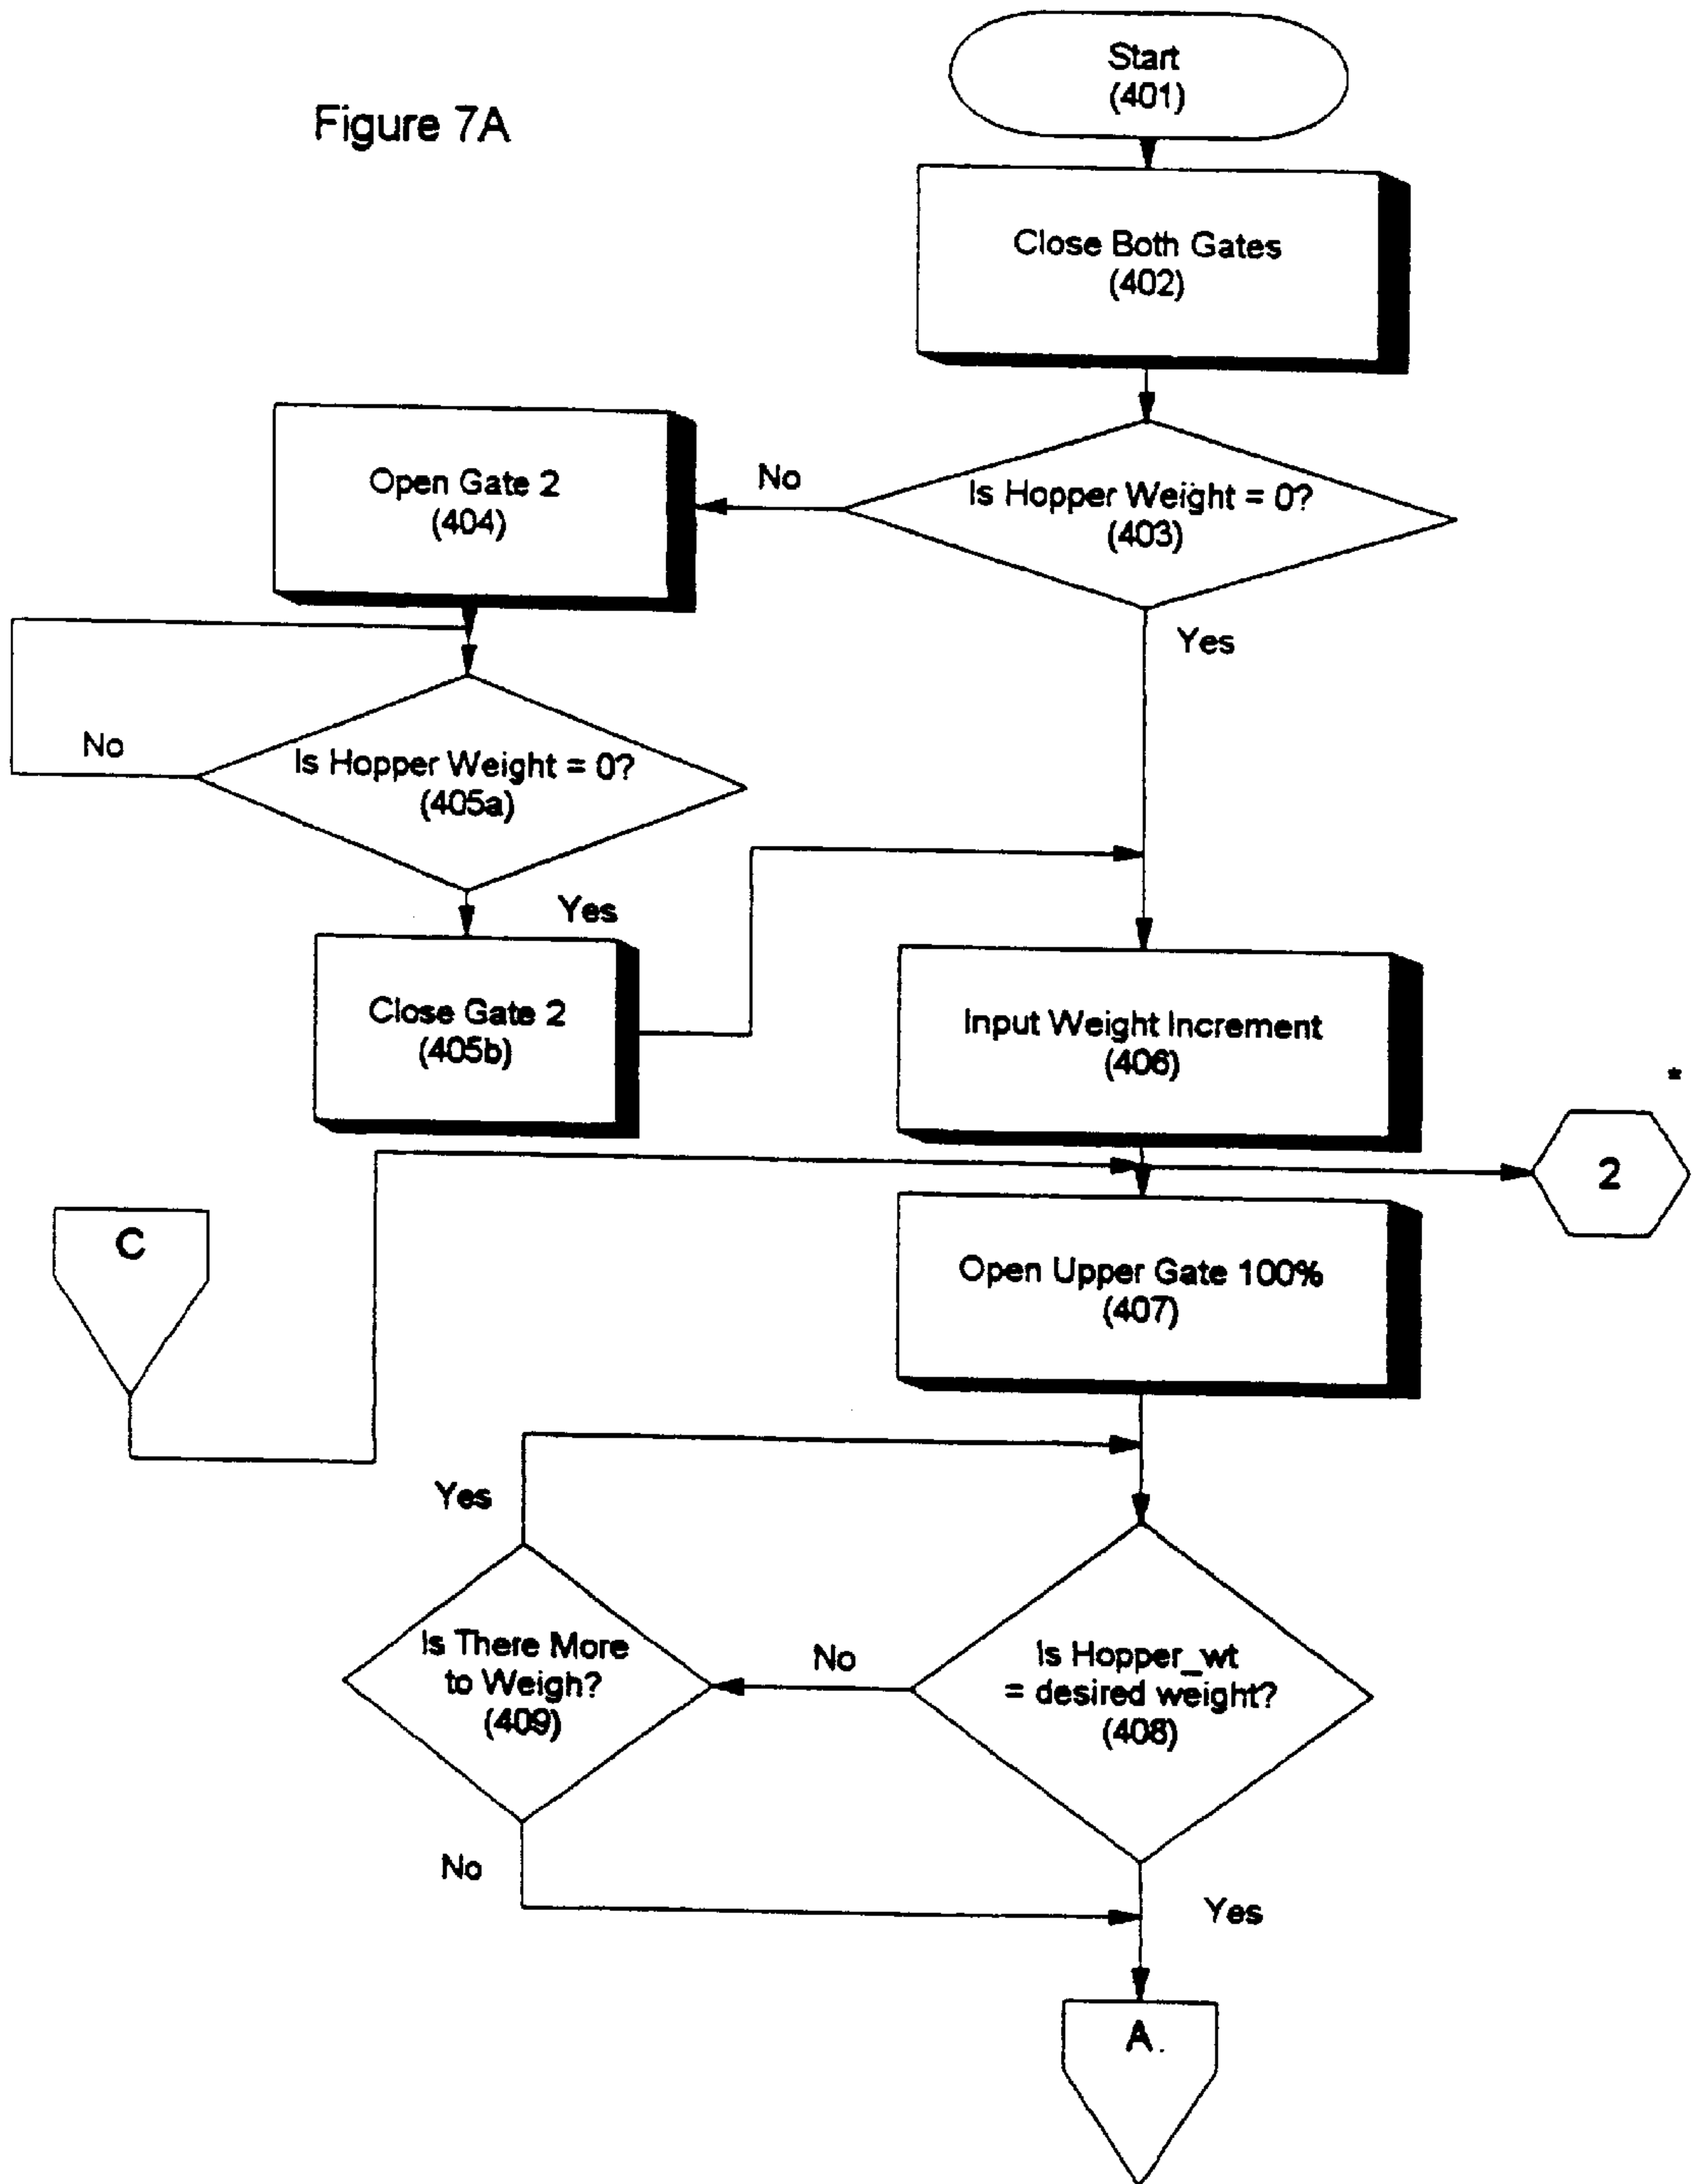 Figure 7A
Start
(401)
Close Both Gates
(402)
Is Hopper Weight = 0?
(403)
No
Yes
Open Gate 2
(404)
Is Hopper Weight = 0?
(405a)
No
Yes
Close Gate 2
(405b)
Input Weight Increment
(406)
*
2
C
Open Upper Gate 100%
(407)
Is Hopper_wt
= desired weight?
(408)
No
Yes
Is There More
to Weigh?
(409)
Yes
No
A.